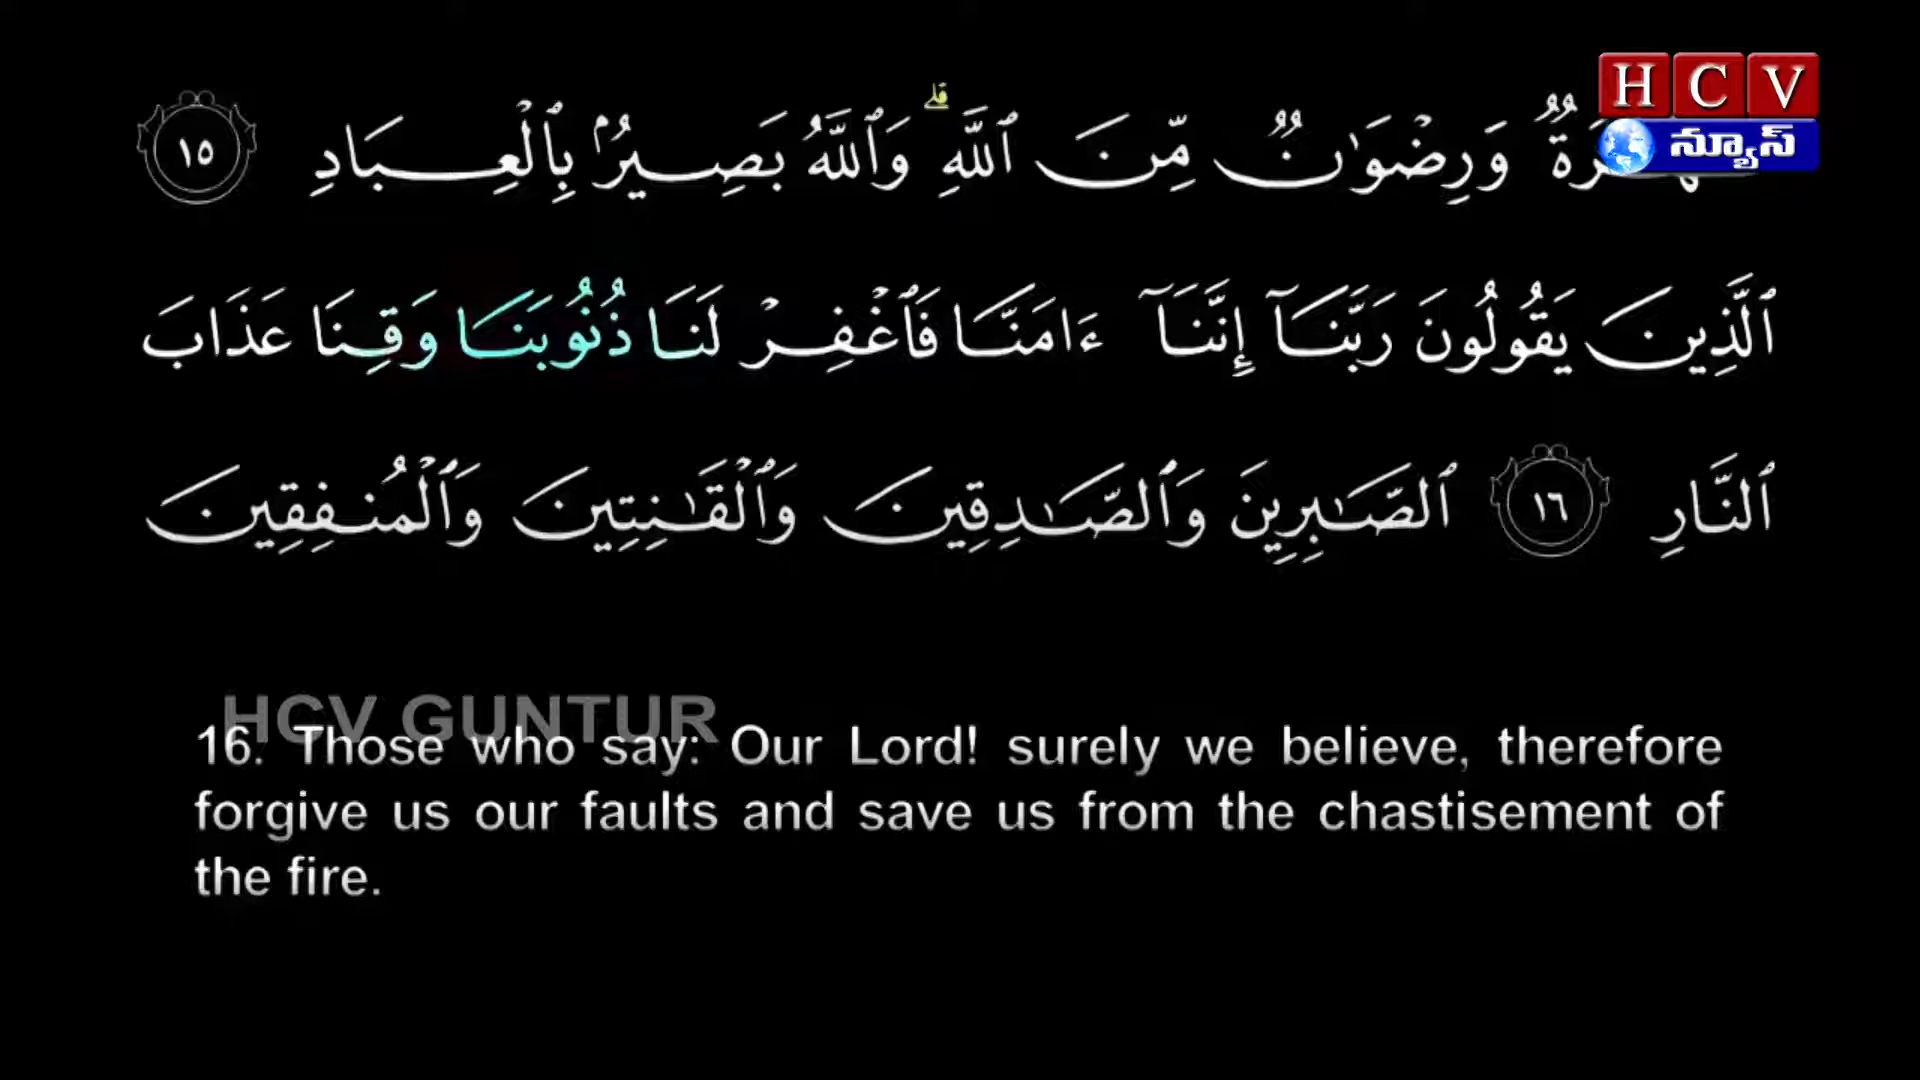 HCV
న్యూస్
وَرِضْوَٰنٌ مِّنَ ٱللَّهِ ۗ وَٱللَّهُ بَصِيرٌۢ بِٱلْعِبَادِ ١٥
ٱلَّذِينَ يَقُولُونَ رَبَّنَآ إِنَّنَآ ءَامَنَّا فَٱغْفِرْ لَنَا ذُنُوبَنَا وَقِنَا عَذَابَ
ٱلنَّارِ ١٦ ٱلصَّـٰبِرِينَ وَٱلصَّـٰدِقِينَ وَٱلْقَـٰنِتِينَ وَٱلْمُنفِقِينَ
HCV GUNTUR
16. Those who say: Our Lord! surely we believe, therefore
forgive us our faults and save us from the chastisement of
the fire.